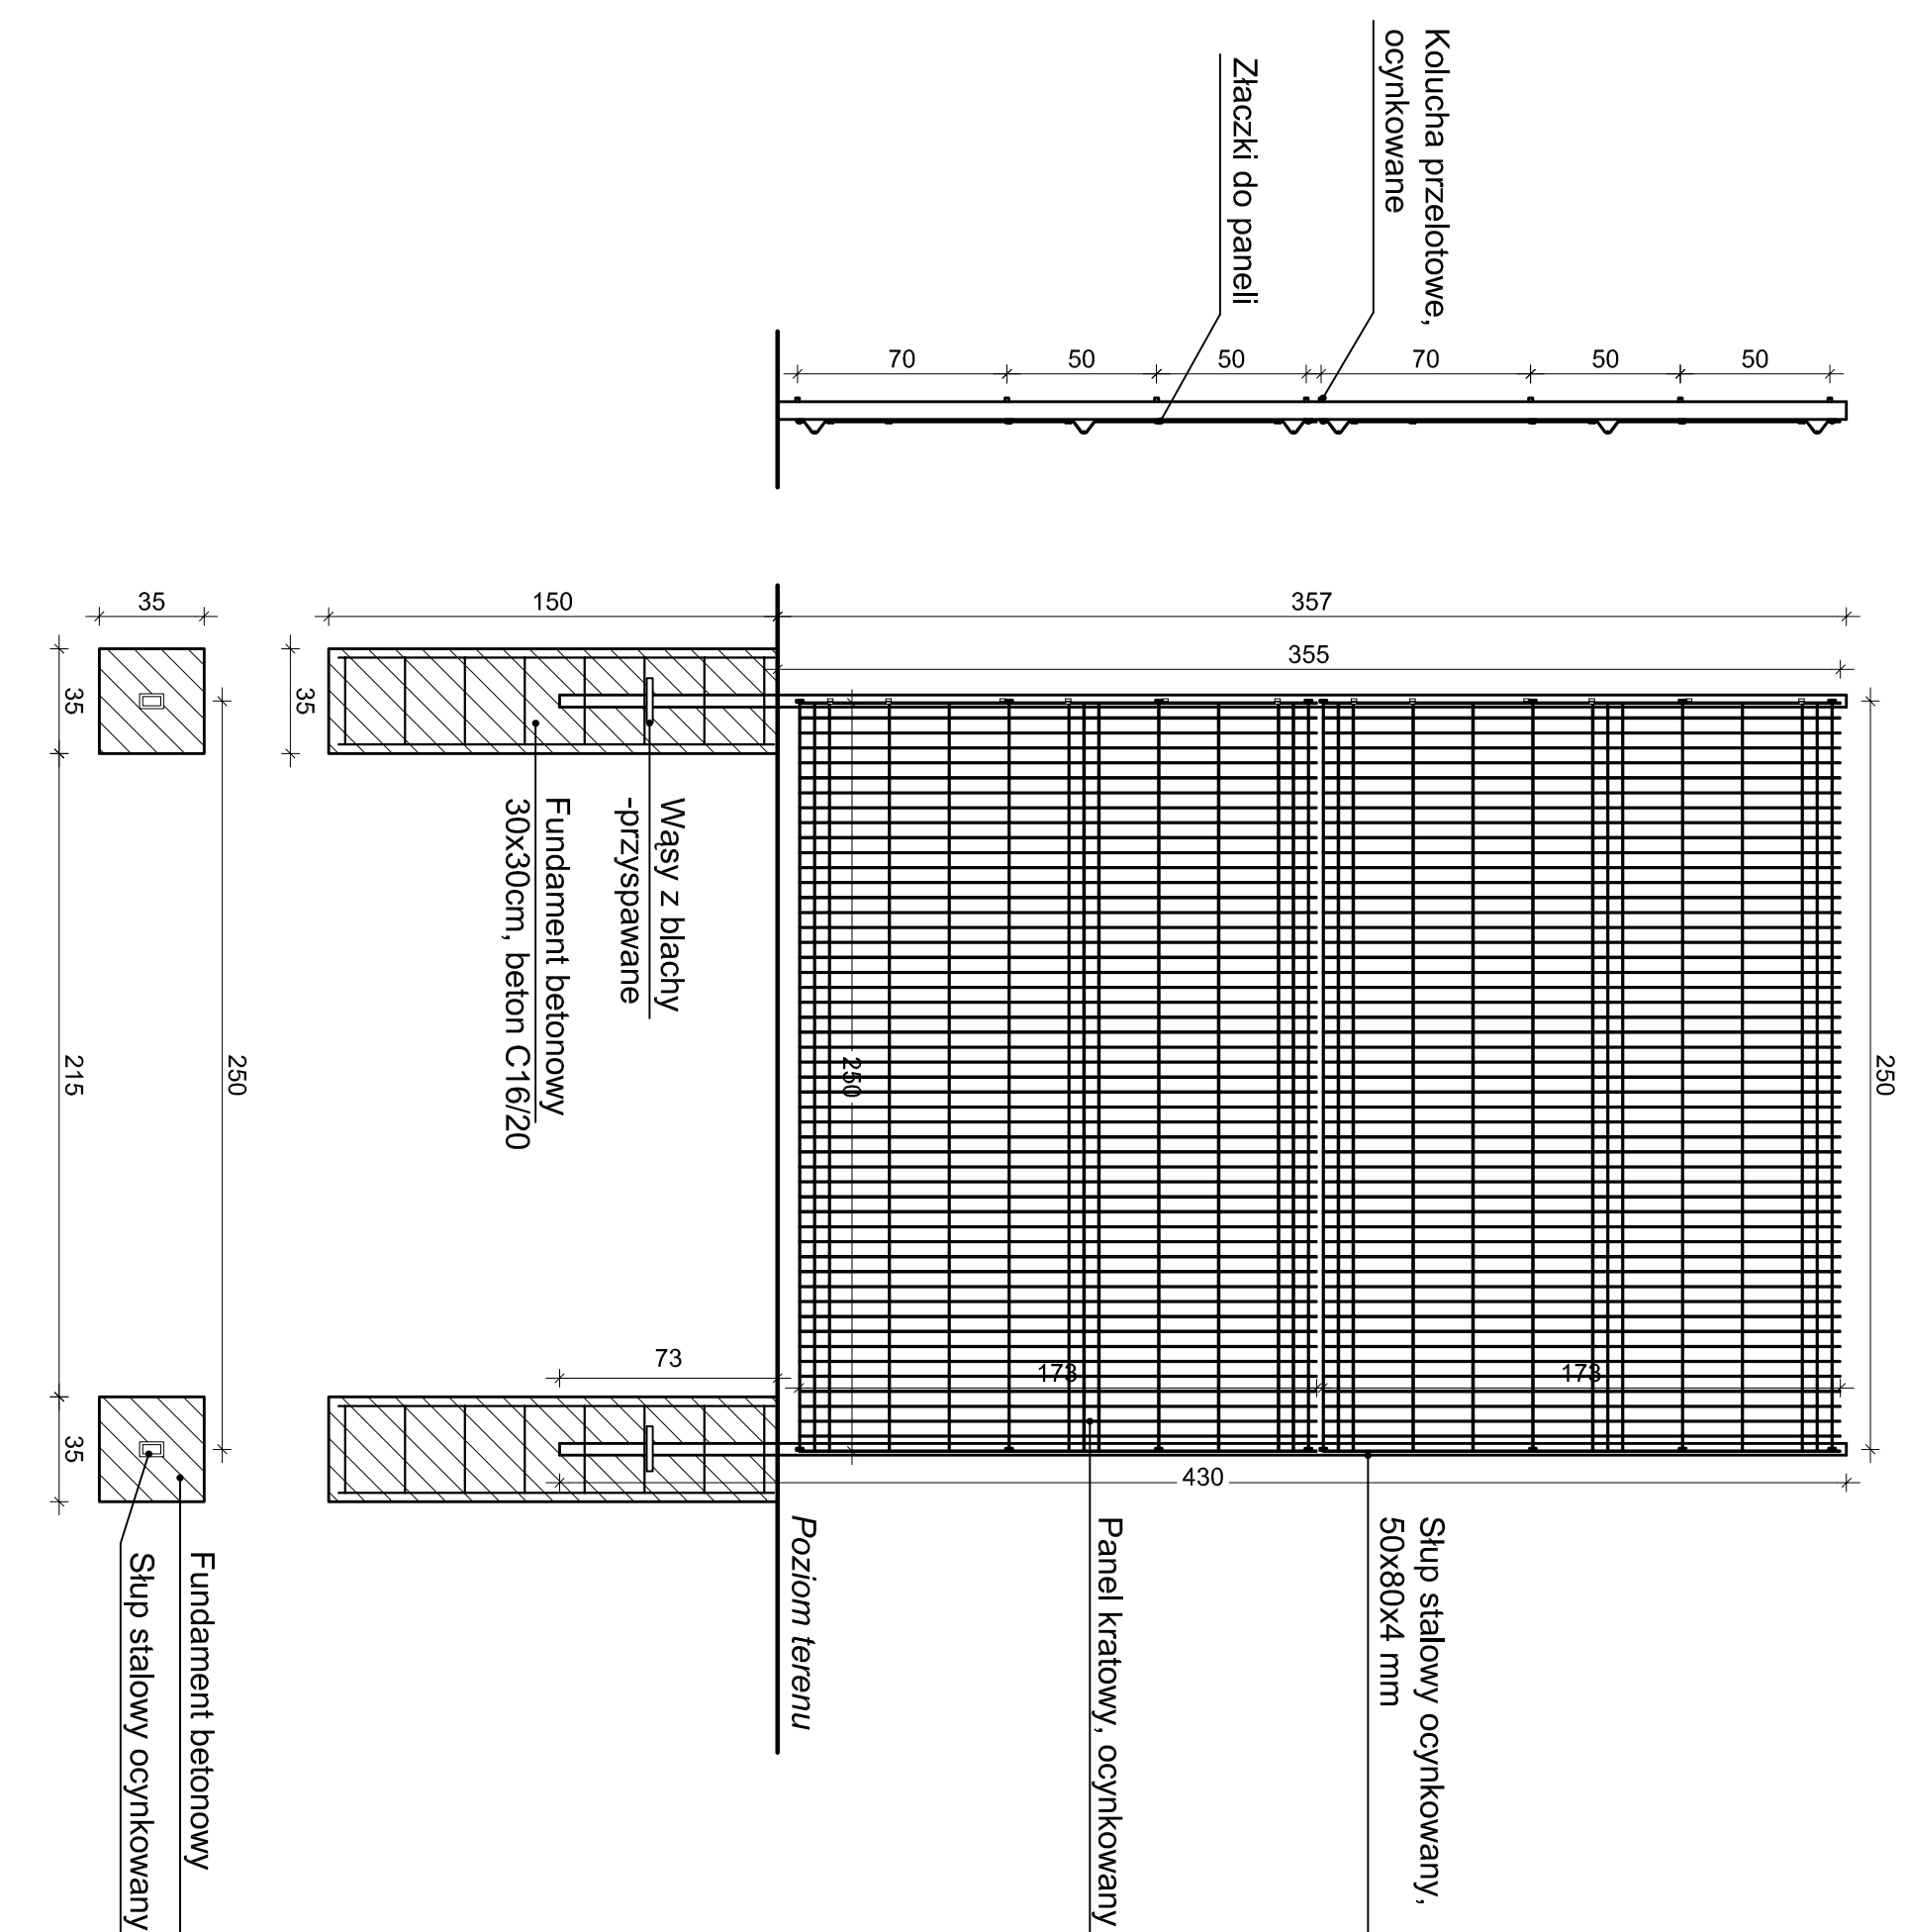 Kolucha przelotowe,
ocynkowane
Złaczki do paneli
70
50
50
70
50
50
35
150
357
355
35
35
250
215
250
250
Wąsy z blachy
-przyspawane
Fundament betonowy
30x30cm, beton C16/20
73
173
173
35
430
Słup stalowy ocynkowany,
50x80x4 mm
Panel kratowy, ocynkowany
Poziom terenu
Fundament betonowy
Słup stalowy ocynkowany